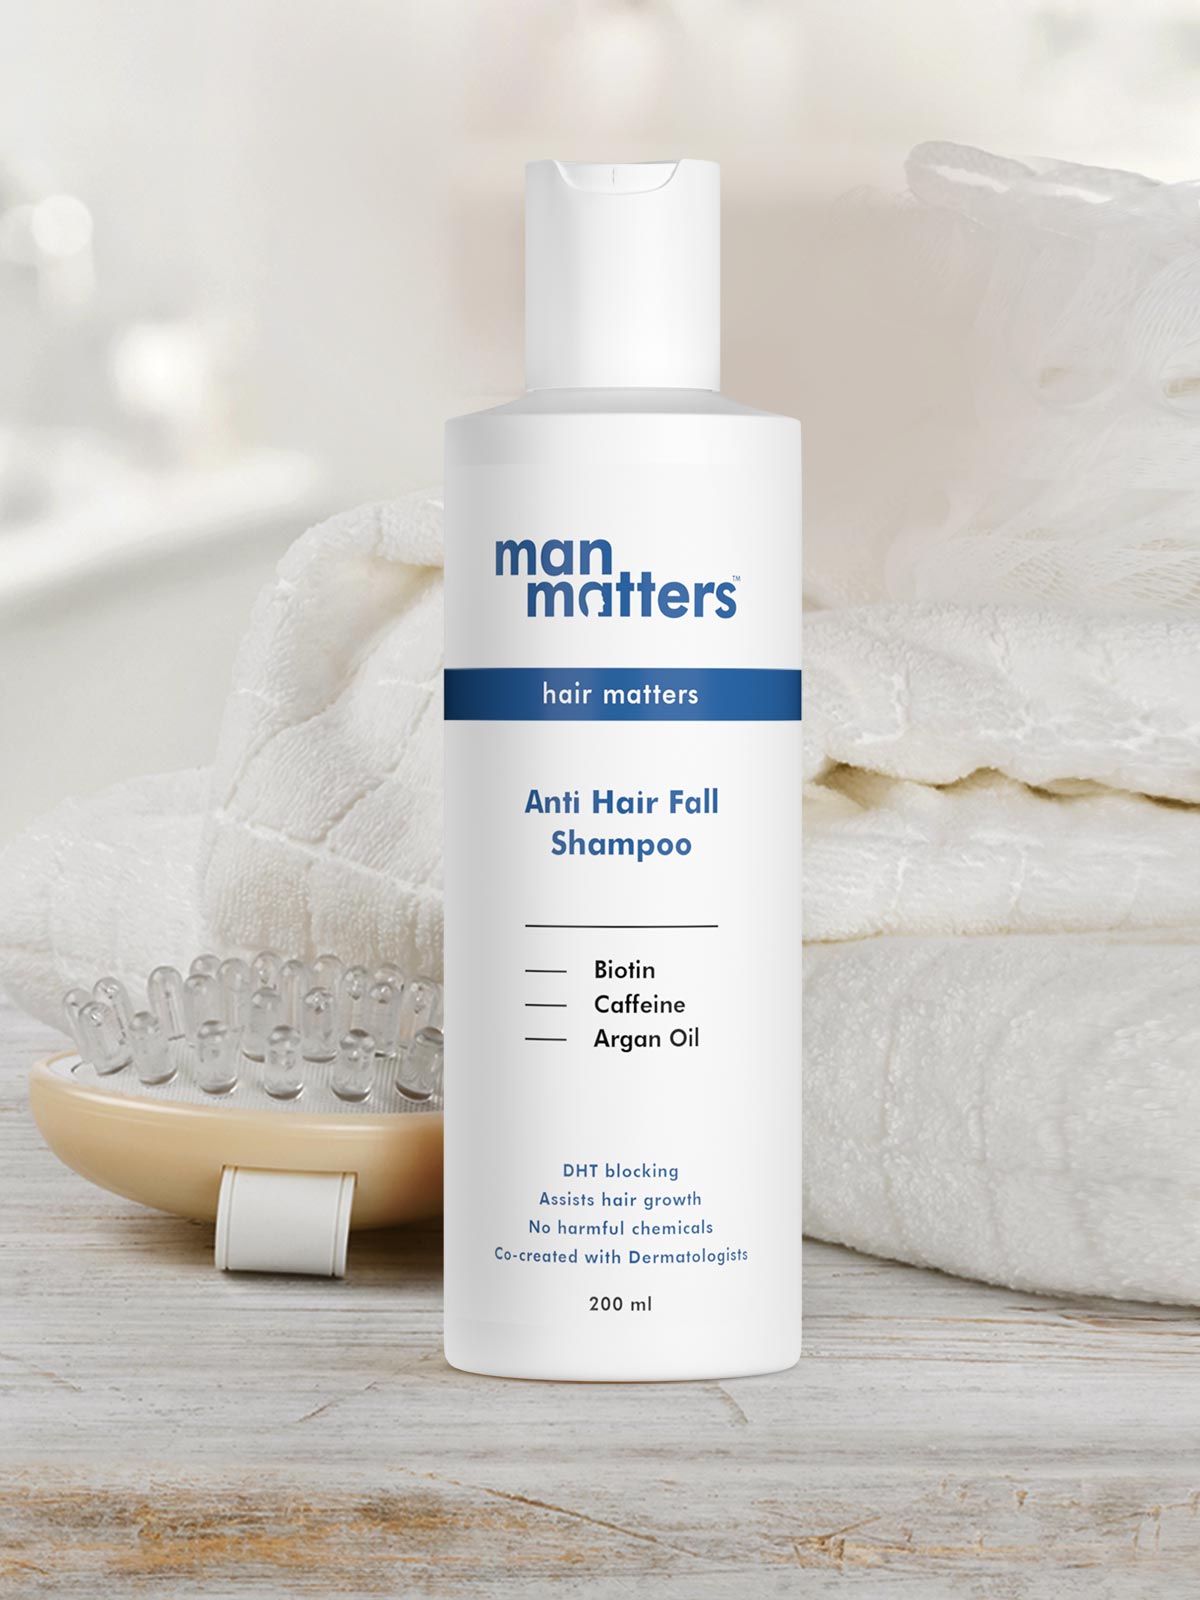 man
matters™
hair matters
Anti Hair Fall
Shampoo
Biotin
Caffeine
Argan Oil
DHT blocking
Assists hair growth
No harmful chemicals
Co-created with Dermatologists
200 ml